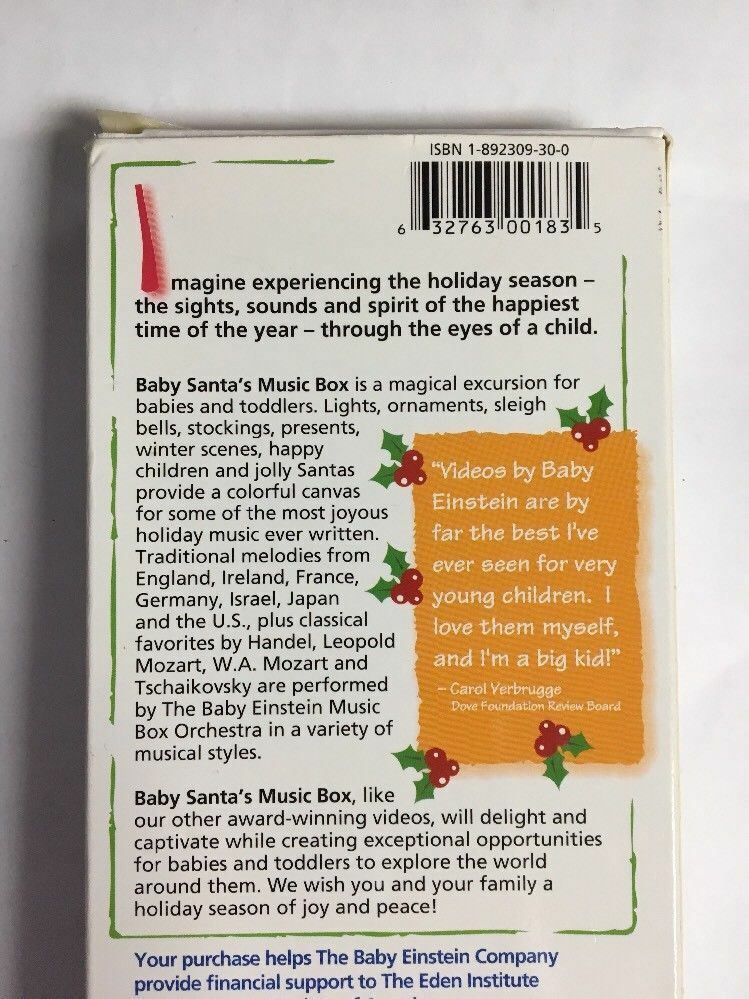 ISBN 1-892309-30-0
6 32763 00183 5
Imagine experiencing the holiday season –
the sights, sounds and spirit of the happiest
time of the year – through the eyes of a child.
Baby Santa's Music Box is a magical excursion for
babies and toddlers. Lights, ornaments, sleigh
bells, stockings, presents,
winter scenes, happy
children and jolly Santas
provide a colorful canvas
for some of the most joyous
holiday music ever written.
Traditional melodies from
England, Ireland, France,
Germany, Israel, Japan
and the U.S., plus classical
favorites by Handel, Leopold
Mozart, W.A. Mozart and
Tschaikovsky are performed
by The Baby Einstein Music
Box Orchestra in a variety of
musical styles.
"Videos by Baby
Einstein are by
far the best I've
ever seen for very
young children. I
love them myself,
and I'm a big kid!"
– Carol Verbrugge
Dove Foundation Review Board
Baby Santa's Music Box, like
our other award-winning videos, will delight and
captivate while creating exceptional opportunities
for babies and toddlers to explore the world
around them. We wish you and your family a
holiday season of joy and peace!
Your purchase helps The Baby Einstein Company
provide financial support to The Eden Institute